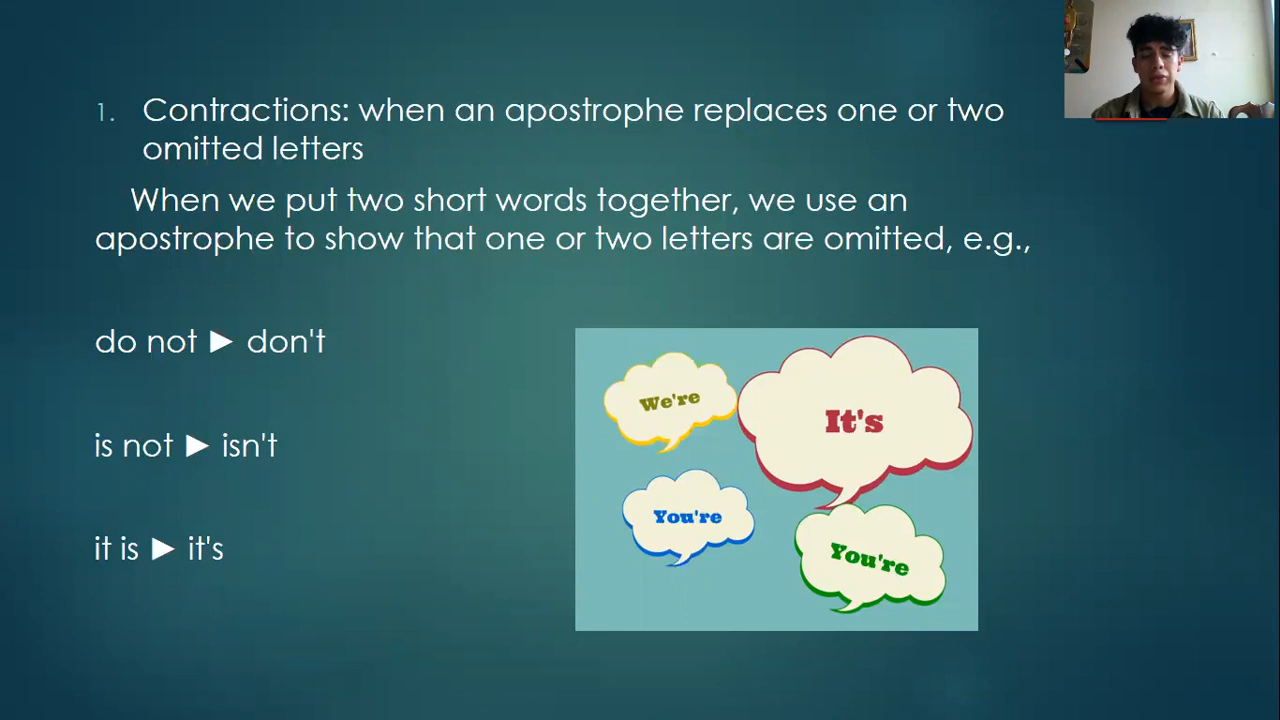 1. Contractions: when an apostrophe replaces one or two
omitted letters
When we put two short words together, we use an
apostrophe to show that one or two letters are omitted, e.g.,
do not ► don't
is not ► isn't
it is ► it's
We're
It's
You're
You're